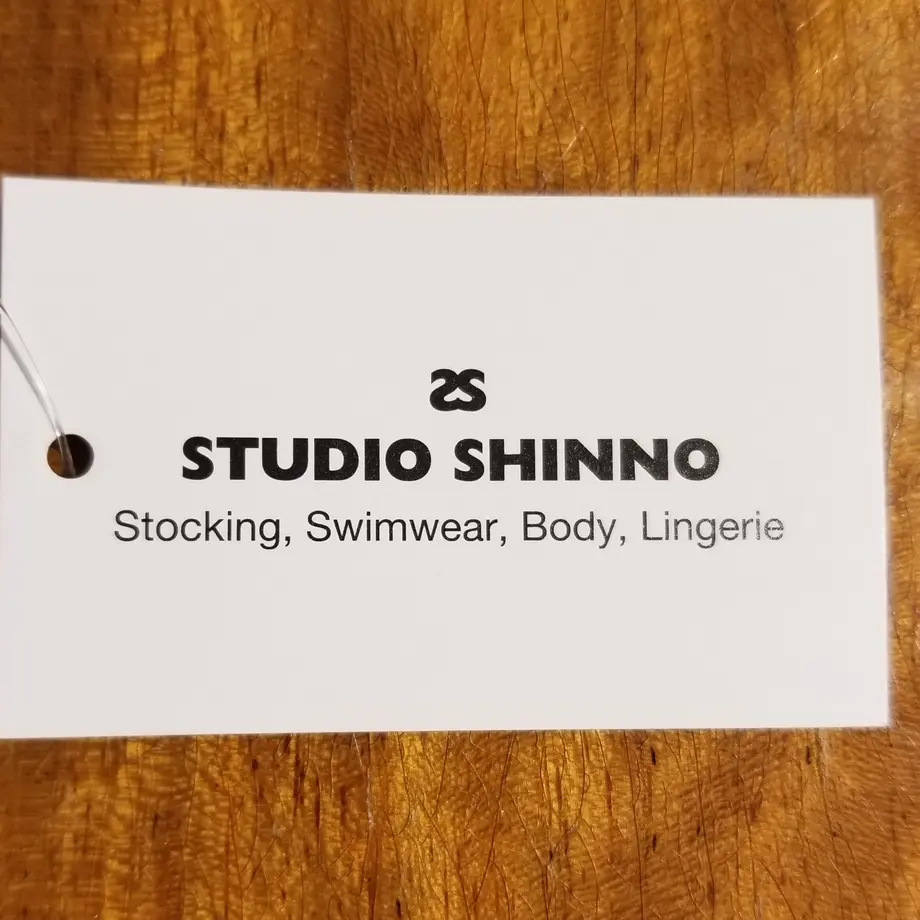 STUDIO SHINNO
Stocking, Swimwear, Body, Lingerie